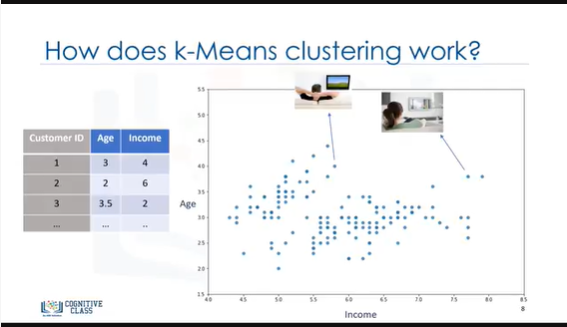 How does k-Means clustering work?
Customer ID Age Income
1 3 4
2 2 6
3 3.5 2
... ... ..
Age
5.5
5.0
4.5
4.0
3.5
3.0
2.5
2.0
1.5
4.0 4.5 5.0 5.5 6.0 6.5 7.0 7.5 8.0 8.5
Income
8
COGNITIVE
CLASS